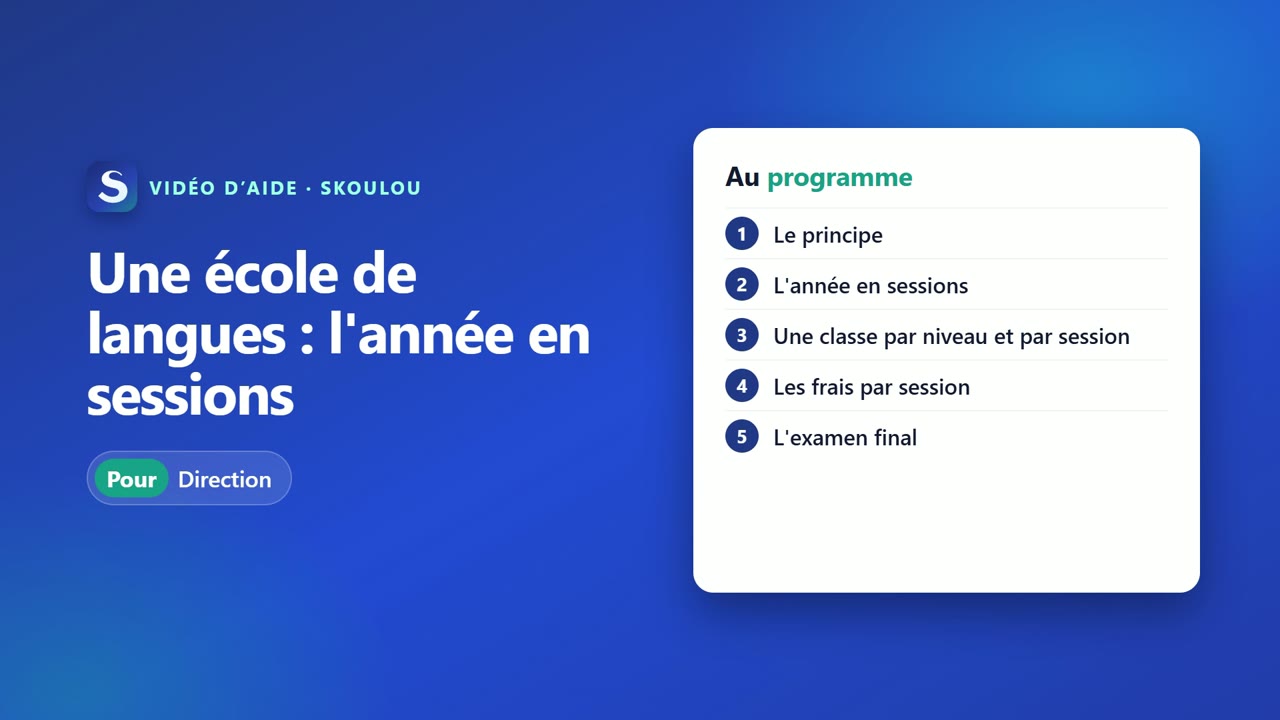 VIDÉO D’AIDE · SKOULOU
Une école de
langues : l'année en
sessions
Pour Direction
Au programme
1 Le principe
2 L'année en sessions
3 Une classe par niveau et par session
4 Les frais par session
5 L'examen final